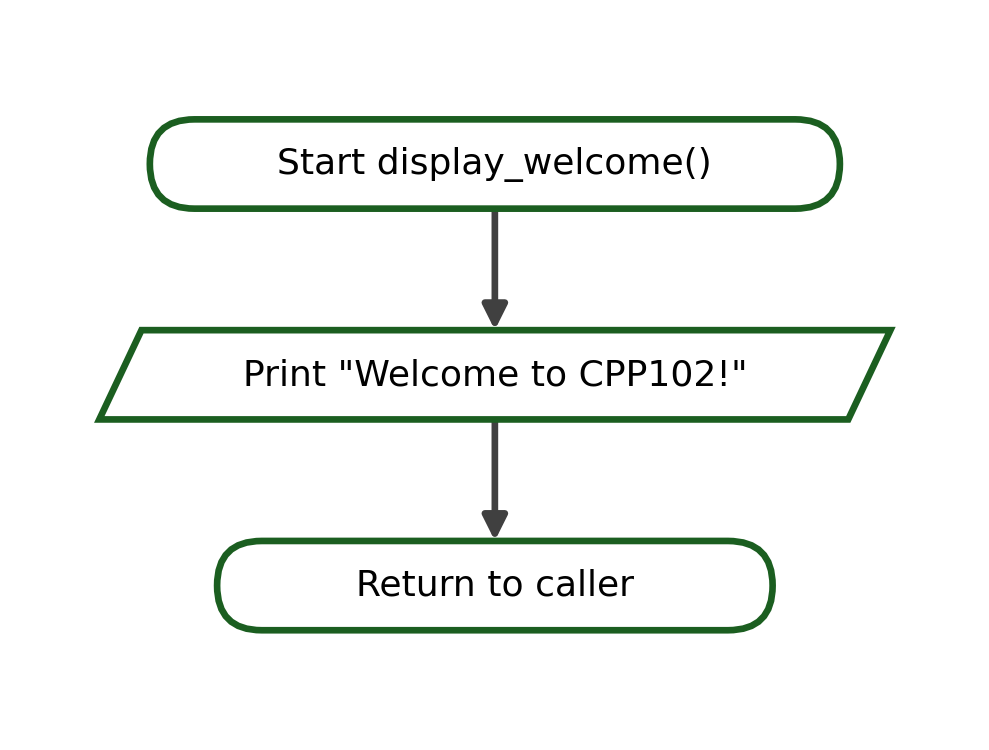 Start display_welcome()
Print "Welcome to CPP102!"
Return to caller